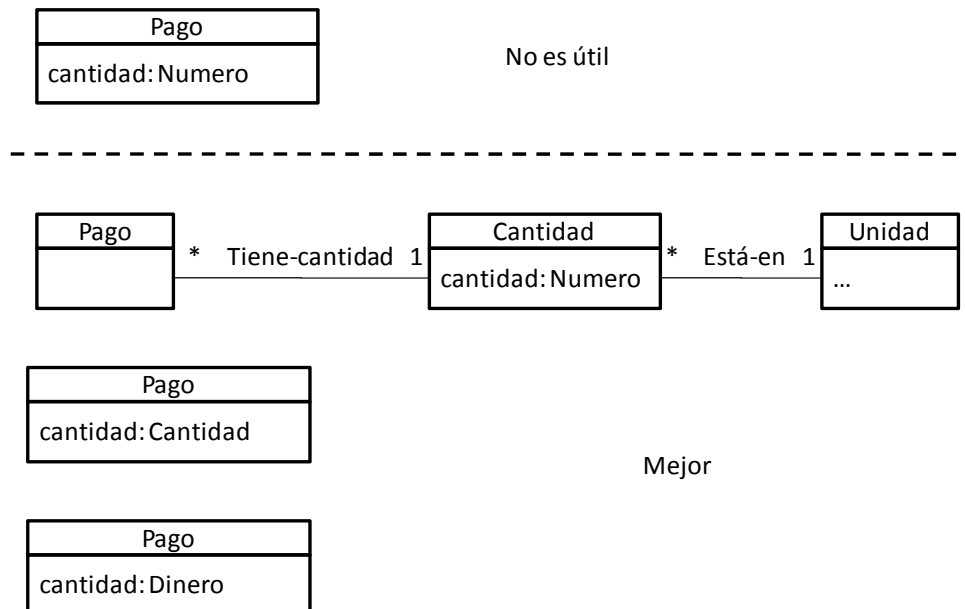 Pago
cantidad: Numero
No es útil
Pago
* Tiene-cantidad 1
Cantidad
cantidad: Numero
* Está-en 1
Unidad
...
Pago
cantidad: Cantidad
Mejor
Pago
cantidad: Dinero